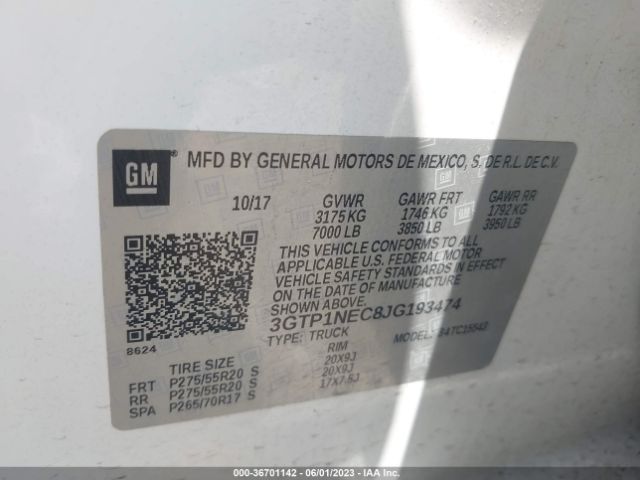 GM ® MFD BY GENERAL MOTORS DE MEXICO, S. DE R.L. DE C.V.
10/17 GVWR GAWR FRT GAWR RR
3175 KG 1746 KG 1792 KG
7000 LB 3850 LB 3950 LB
THIS VEHICLE CONFORMS TO ALL
APPLICABLE U.S. FEDERAL MOTOR
VEHICLE SAFETY STANDARDS IN EFFECT
ON THE DATE OF MANUFACTURE
SHOWN ABOVE.
3GTP1NEC8JG193474
TYPE: TRUCK MODEL:
8624
TIRE SIZE RIM
FRT P275/55R20 S 20X9J
RR P275/55R20 S 20X9J
SPA P265/70R17 S 17X7.5J
000-36701142 - 06/01/2023 - IAA Inc.